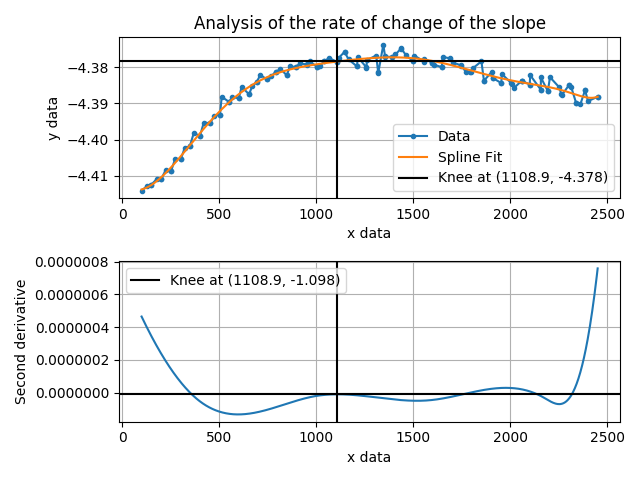 Analysis of the rate of change of the slope
−4.38
−4.39
−4.40
−4.41
y data
Data
Spline Fit
Knee at (1108.9, -4.378)
0 500 1000 1500 2000 2500
x data
0.0000008
0.0000006
0.0000004
0.0000002
0.0000000
Second derivative
Knee at (1108.9, -1.098)
0 500 1000 1500 2000 2500
x data